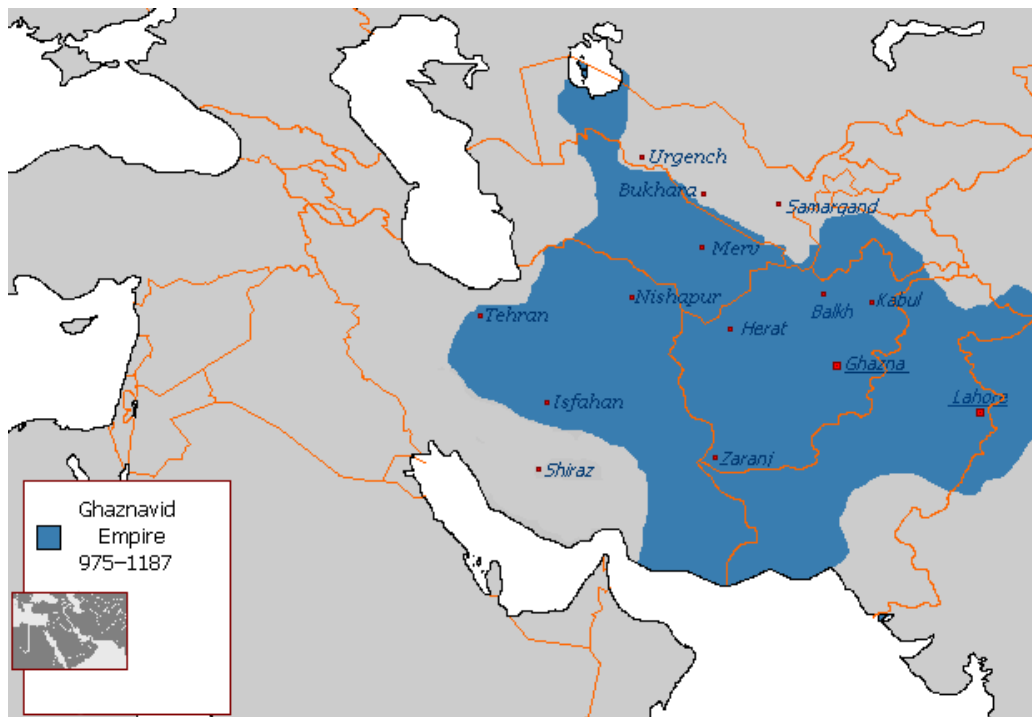 Urgench
Bukhara
Samarqand
Merv
Nishapur
Balkh
Kabul
Tehran
Herat
Ghazna
Lahore
Isfahan
Zaranj
Shiraz
Ghaznavid
Empire
975–1187